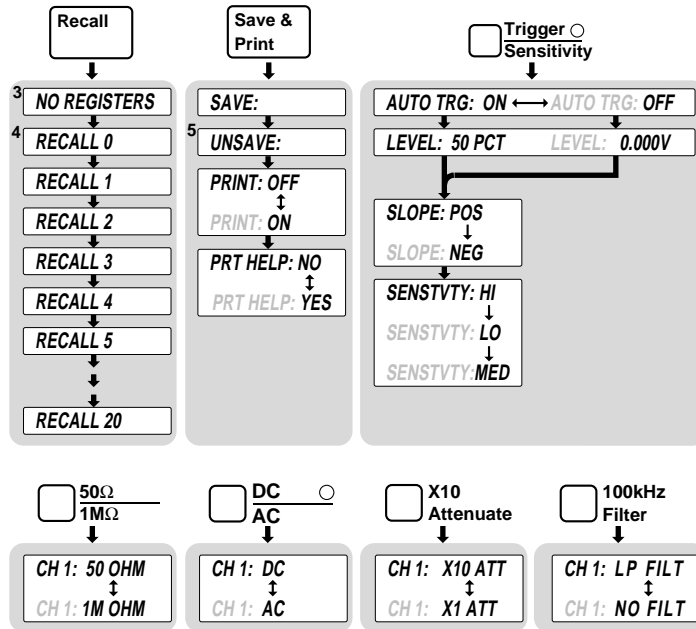 Recall
Save &
Print
Trigger
Sensitivity
3 NO REGISTERS
4 RECALL 0
RECALL 1
RECALL 2
RECALL 3
RECALL 4
RECALL 5
RECALL 20
SAVE:
5 UNSAVE:
PRINT: OFF
PRINT: ON
PRT HELP: NO
PRT HELP: YES
AUTO TRG: ON AUTO TRG: OFF
LEVEL: 50 PCT LEVEL: 0.000V
SLOPE: POS
SLOPE: NEG
SENSTVTY: HI
SENSTVTY: LO
SENSTVTY: MED
50Ω
1MΩ
DC
AC
X10
Attenuate
100kHz
Filter
CH 1: 50 OHM
CH 1: 1M OHM
CH 1: DC
CH 1: AC
CH 1: X10 ATT
CH 1: X1 ATT
CH 1: LP FILT
CH 1: NO FILT